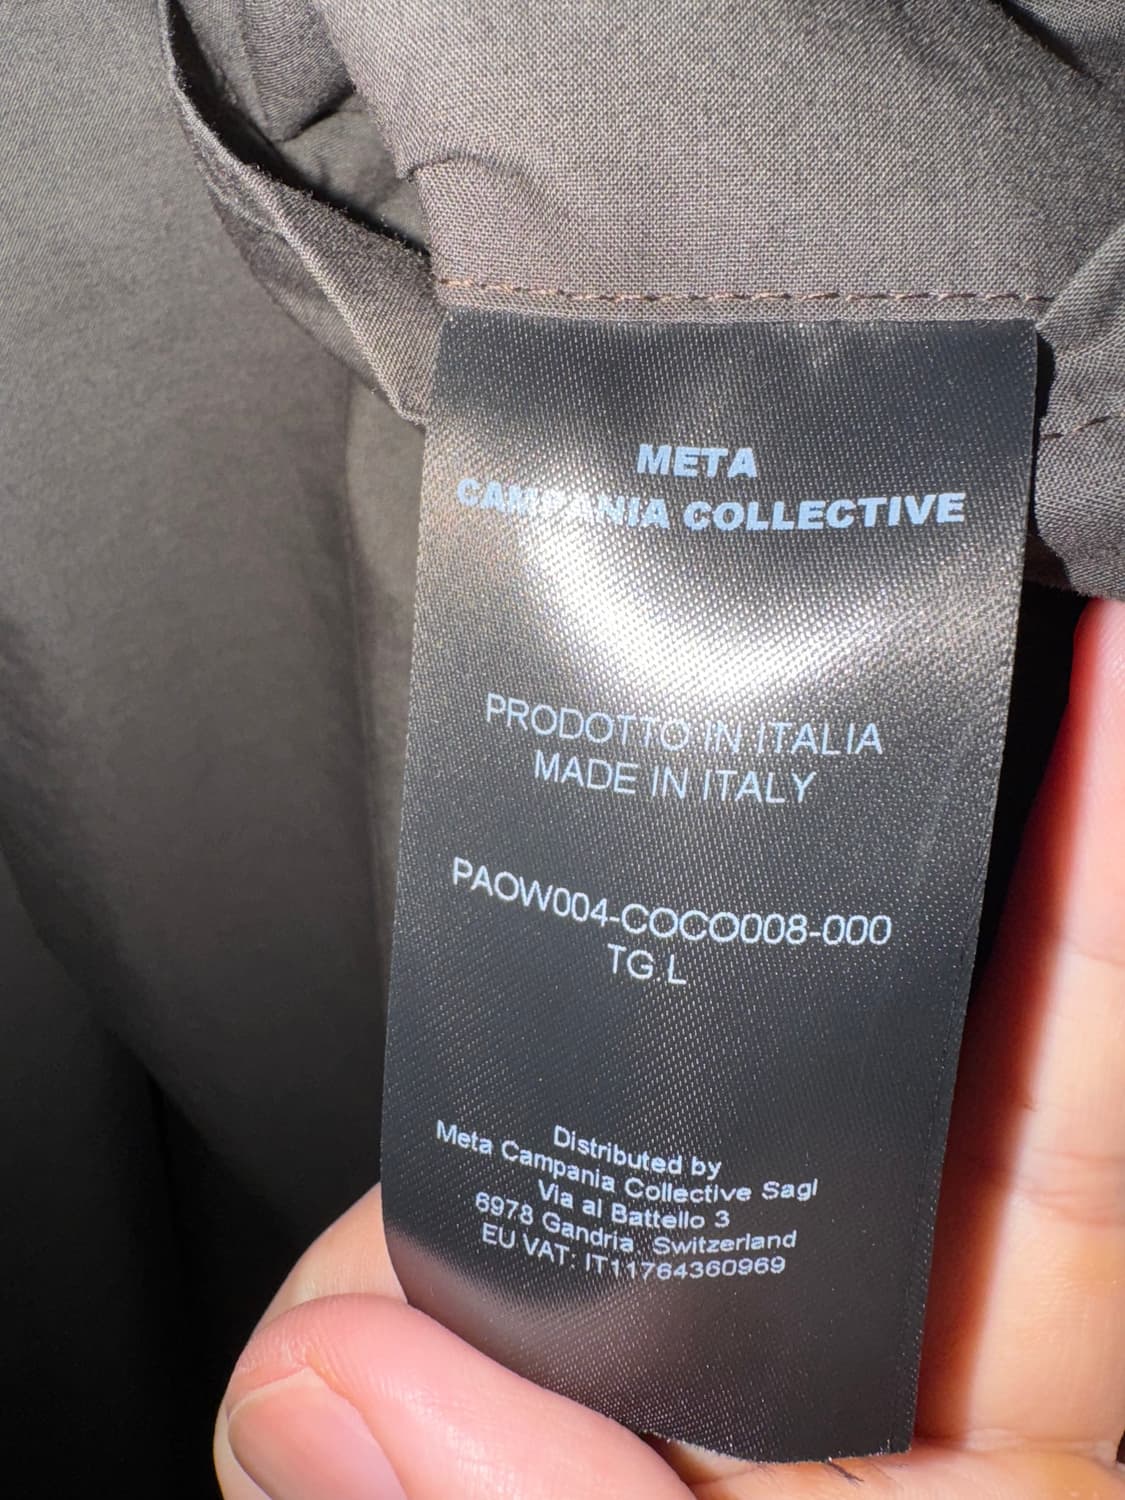 META
CAMPANIA COLLECTIVE
PRODOTTO IN ITALIA
MADE IN ITALY
PAOW004-COCO008-000
TG.L
Distributed by
Meta Campania Collective Sagl
Via al Battello 3
6978 Gandria Switzerland
EU VAT: IT11764360969